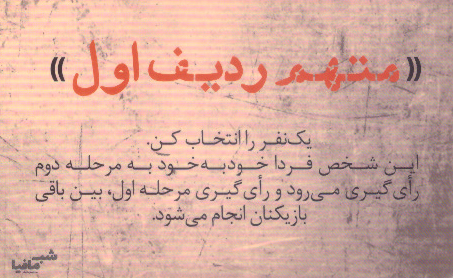 «متهم ردیف اول»
یک‌نفر را انتخاب کن.
این شخص فردا خودبه‌خود به مرحله دوم
رأی‌گیری می‌رود و رأی‌گیری مرحله اول، بین باقی
بازیکنان انجام می‌شود.
شب مافیا